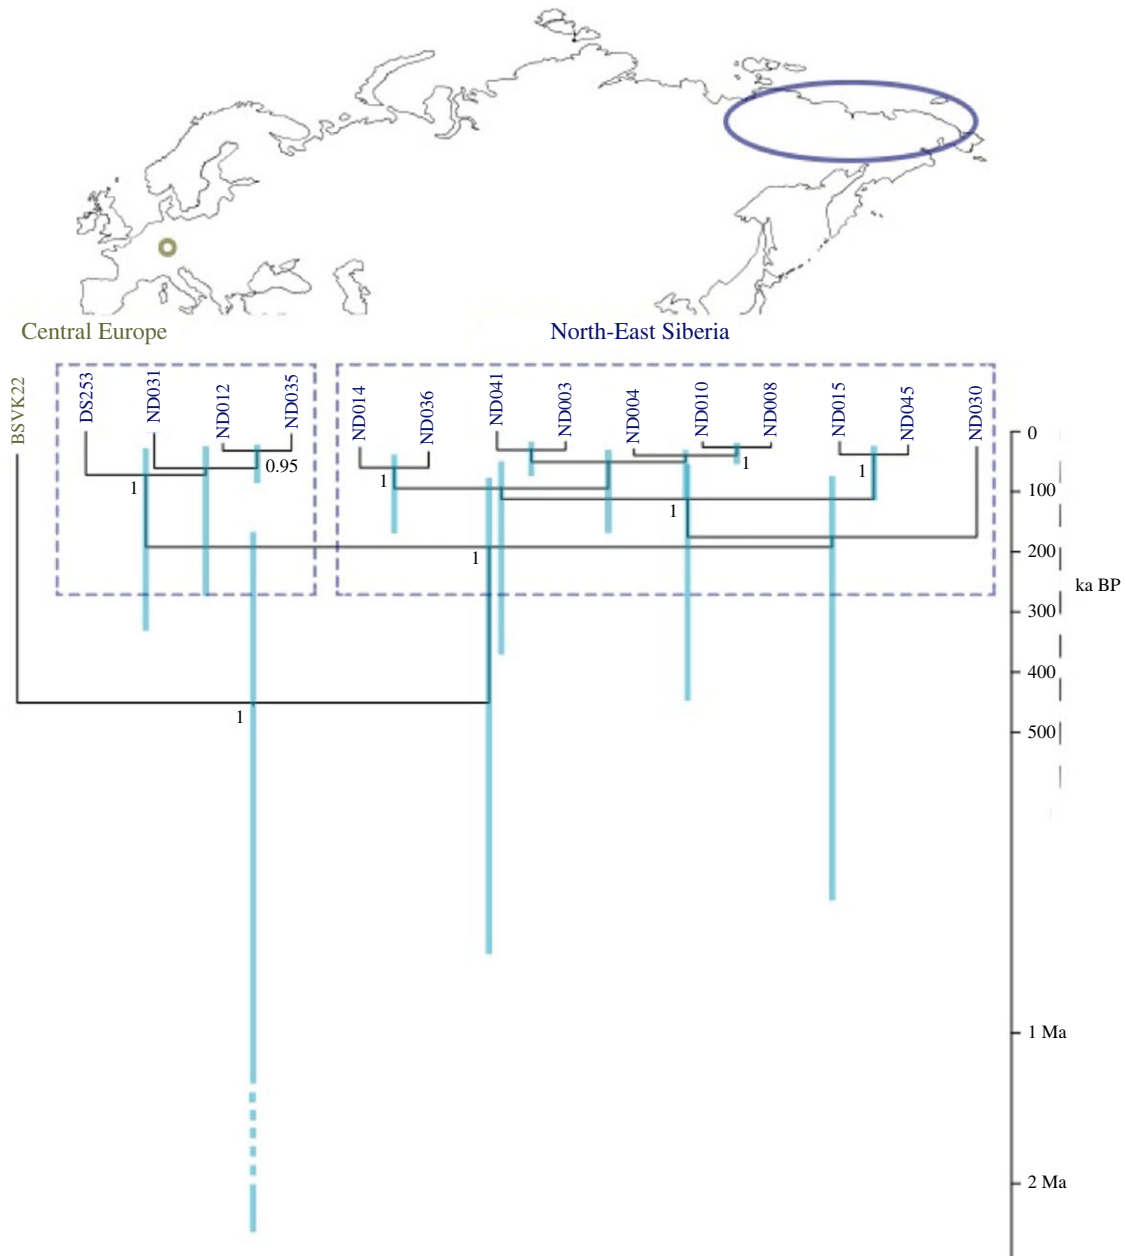 Central Europe
North-East Siberia
BSVK22
DS253
ND031
ND012
ND035
ND014
ND036
ND041
ND003
ND004
ND010
ND008
ND015
ND045
ND030
0
0.95
1
1
1
1
100
1
1
200
ka BP
300
400
1
500
1 Ma
2 Ma